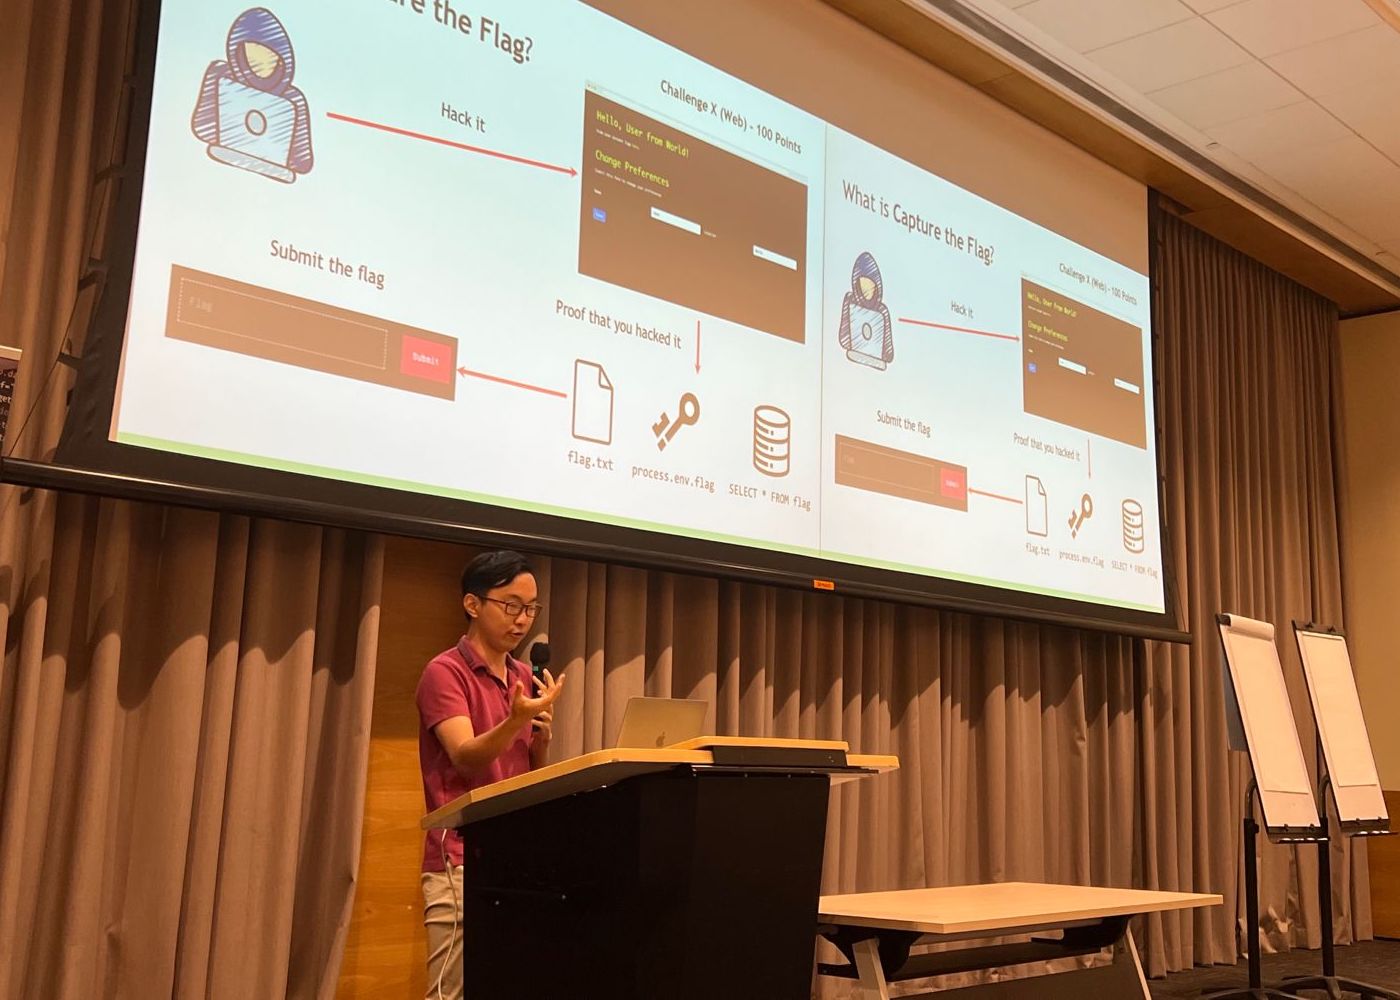 re the Flag?
Hack it
Challenge X (Web) - 100 Points
Hello, User from World!
Change Preferences
Submit the flag
Flag
Submit
Proof that you hacked it
flag.txt
process.env.flag
SELECT * FROM flag
What is Capture the Flag?
Hack it
Challenge X (Web) - 100 Points
Hello, User from World!
Change Preferences
Submit the flag
Flag
Submit
Proof that you hacked it
flag.txt
process.env.flag
SELECT * FROM flag